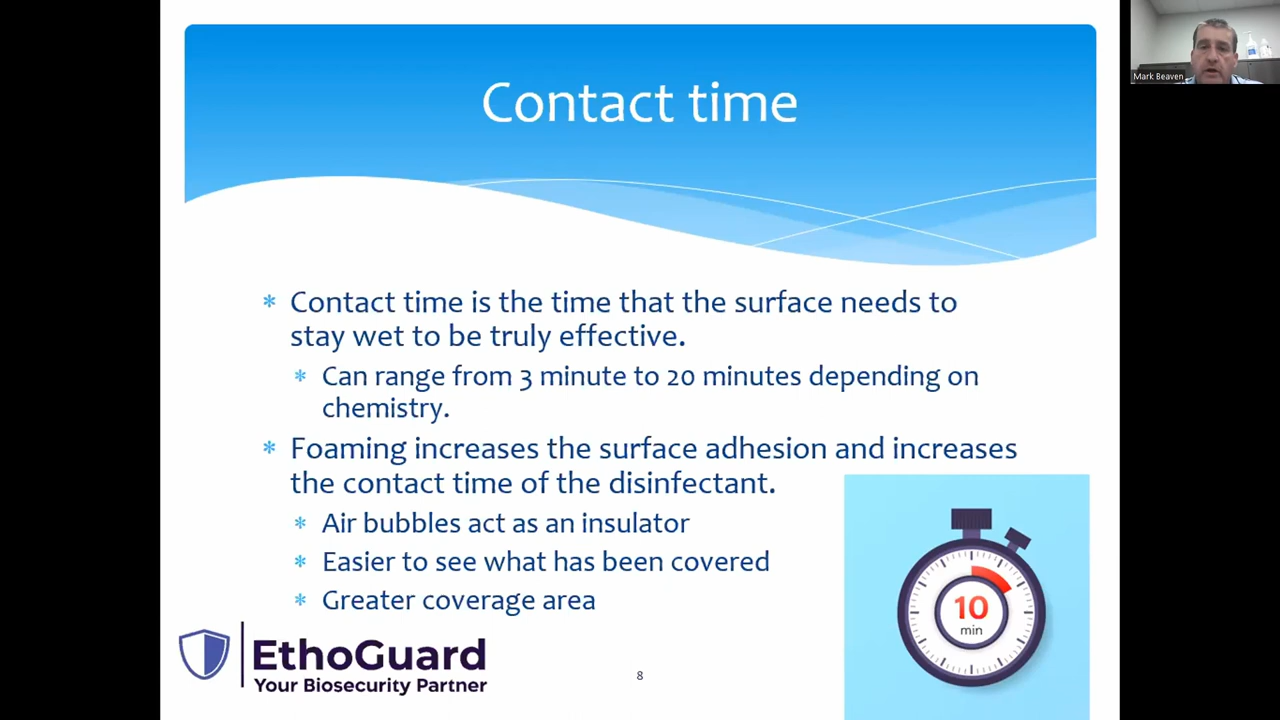 Contact time
Mark Beaven
* Contact time is the time that the surface needs to
stay wet to be truly effective.
* Can range from 3 minute to 20 minutes depending on
chemistry.
* Foaming increases the surface adhesion and increases
the contact time of the disinfectant.
* Air bubbles act as an insulator
* Easier to see what has been covered
* Greater coverage area
10
min
EthoGuard
Your Biosecurity Partner
8